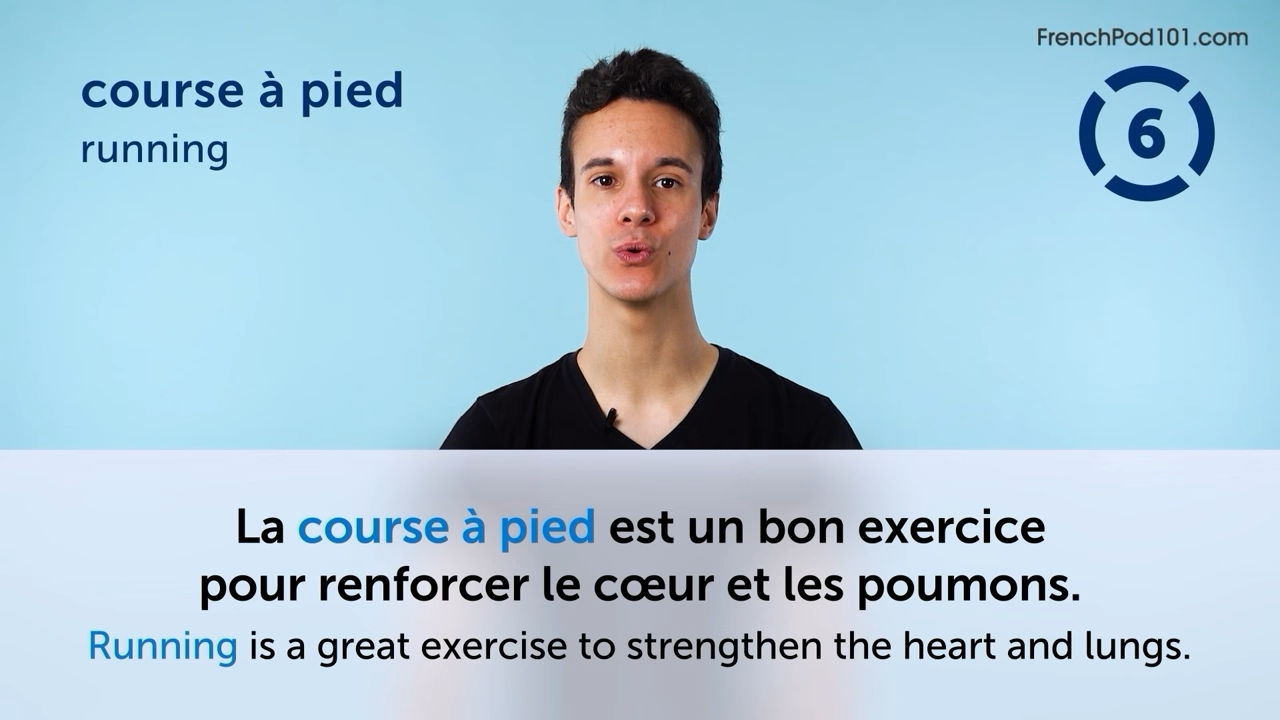 FrenchPod101.com
course à pied
running
6
La course à pied est un bon exercice
pour renforcer le cœur et les poumons.
Running is a great exercise to strengthen the heart and lungs.